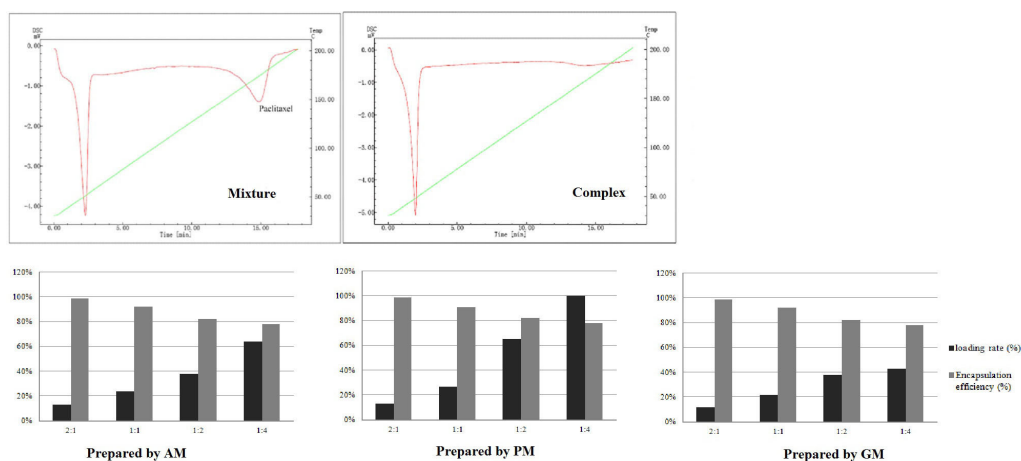 DSC
mV
Temp
C
0.00
-1.00
-2.00
-3.00
-4.00
200.00
150.00
100.00
50.00
Paclitaxel
Mixture
0.00 5.00 10.00 15.00
Time [min]
DSC
mV
Temp
C
0.00
-1.00
-2.00
-3.00
-4.00
-5.00
200.00
150.00
100.00
50.00
Complex
0.00 5.00 10.00 15.00
Time [min]
120%
100%
80%
60%
40%
20%
0%
2:1 1:1 1:2 1:4
Prepared by AM
120%
100%
80%
60%
40%
20%
0%
2:1 1:1 1:2 1:4
Prepared by PM
120%
100%
80%
60%
40%
20%
0%
2:1 1:1 1:2 1:4
Prepared by GM
loading rate (%)
Encapsulation
efficiency (%)